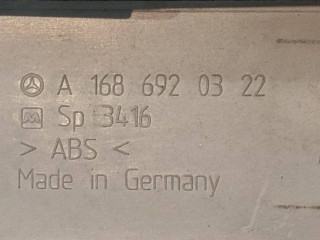 A 168 692 03 22
Sp 3416
> ABS <
Made in Germany